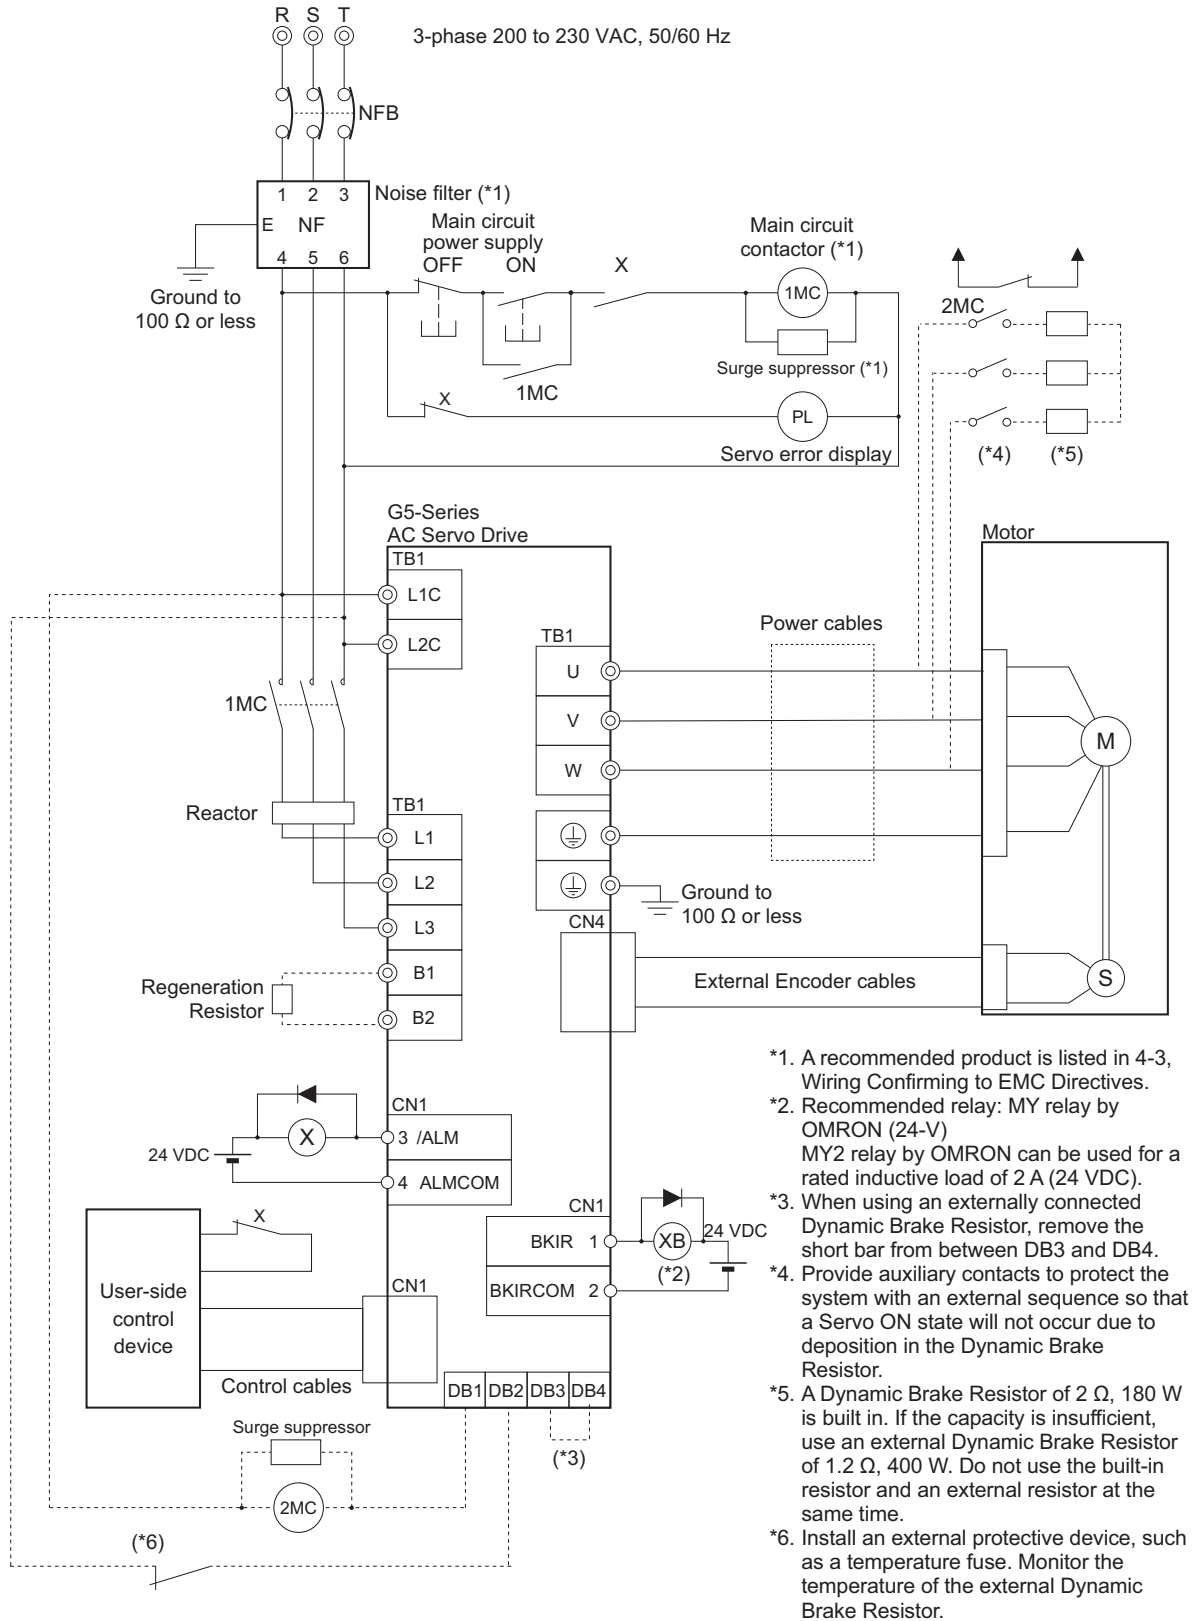 R S T
3-phase 200 to 230 VAC, 50/60 Hz
NFB
1 2 3
Noise filter (*1)
E NF
4 5 6
Ground to
100 Ω or less
Main circuit
power supply
OFF ON
X
Main circuit
contactor (*1)
1MC
Surge suppressor (*1)
1MC
X
PL
Servo error display
2MC
(*4) (*5)
G5-Series
AC Servo Drive
TB1
L1C
L2C
1MC
Reactor
TB1
L1
L2
L3
B1
B2
Regeneration
Resistor
TB1
U
V
W
Power cables
Motor
M
Ground to
100 Ω or less
CN4
External Encoder cables
S
CN1
3 /ALM
4 ALMCOM
X
24 VDC
CN1
BKIR 1
BKIRCOM 2
XB
(*2)
24 VDC
User-side
control
device
X
CN1
Control cables
DB1 DB2 DB3 DB4
(*3)
Surge suppressor
2MC
(*6)
*1. A recommended product is listed in 4-3,
Wiring Confirming to EMC Directives.
*2. Recommended relay: MY relay by
OMRON (24-V)
MY2 relay by OMRON can be used for a
rated inductive load of 2 A (24 VDC).
*3. When using an externally connected
Dynamic Brake Resistor, remove the
short bar from between DB3 and DB4.
*4. Provide auxiliary contacts to protect the
system with an external sequence so that
a Servo ON state will not occur due to
deposition in the Dynamic Brake
Resistor.
*5. A Dynamic Brake Resistor of 2 Ω, 180 W
is built in. If the capacity is insufficient,
use an external Dynamic Brake Resistor
of 1.2 Ω, 400 W. Do not use the built-in
resistor and an external resistor at the
same time.
*6. Install an external protective device, such
as a temperature fuse. Monitor the
temperature of the external Dynamic
Brake Resistor.